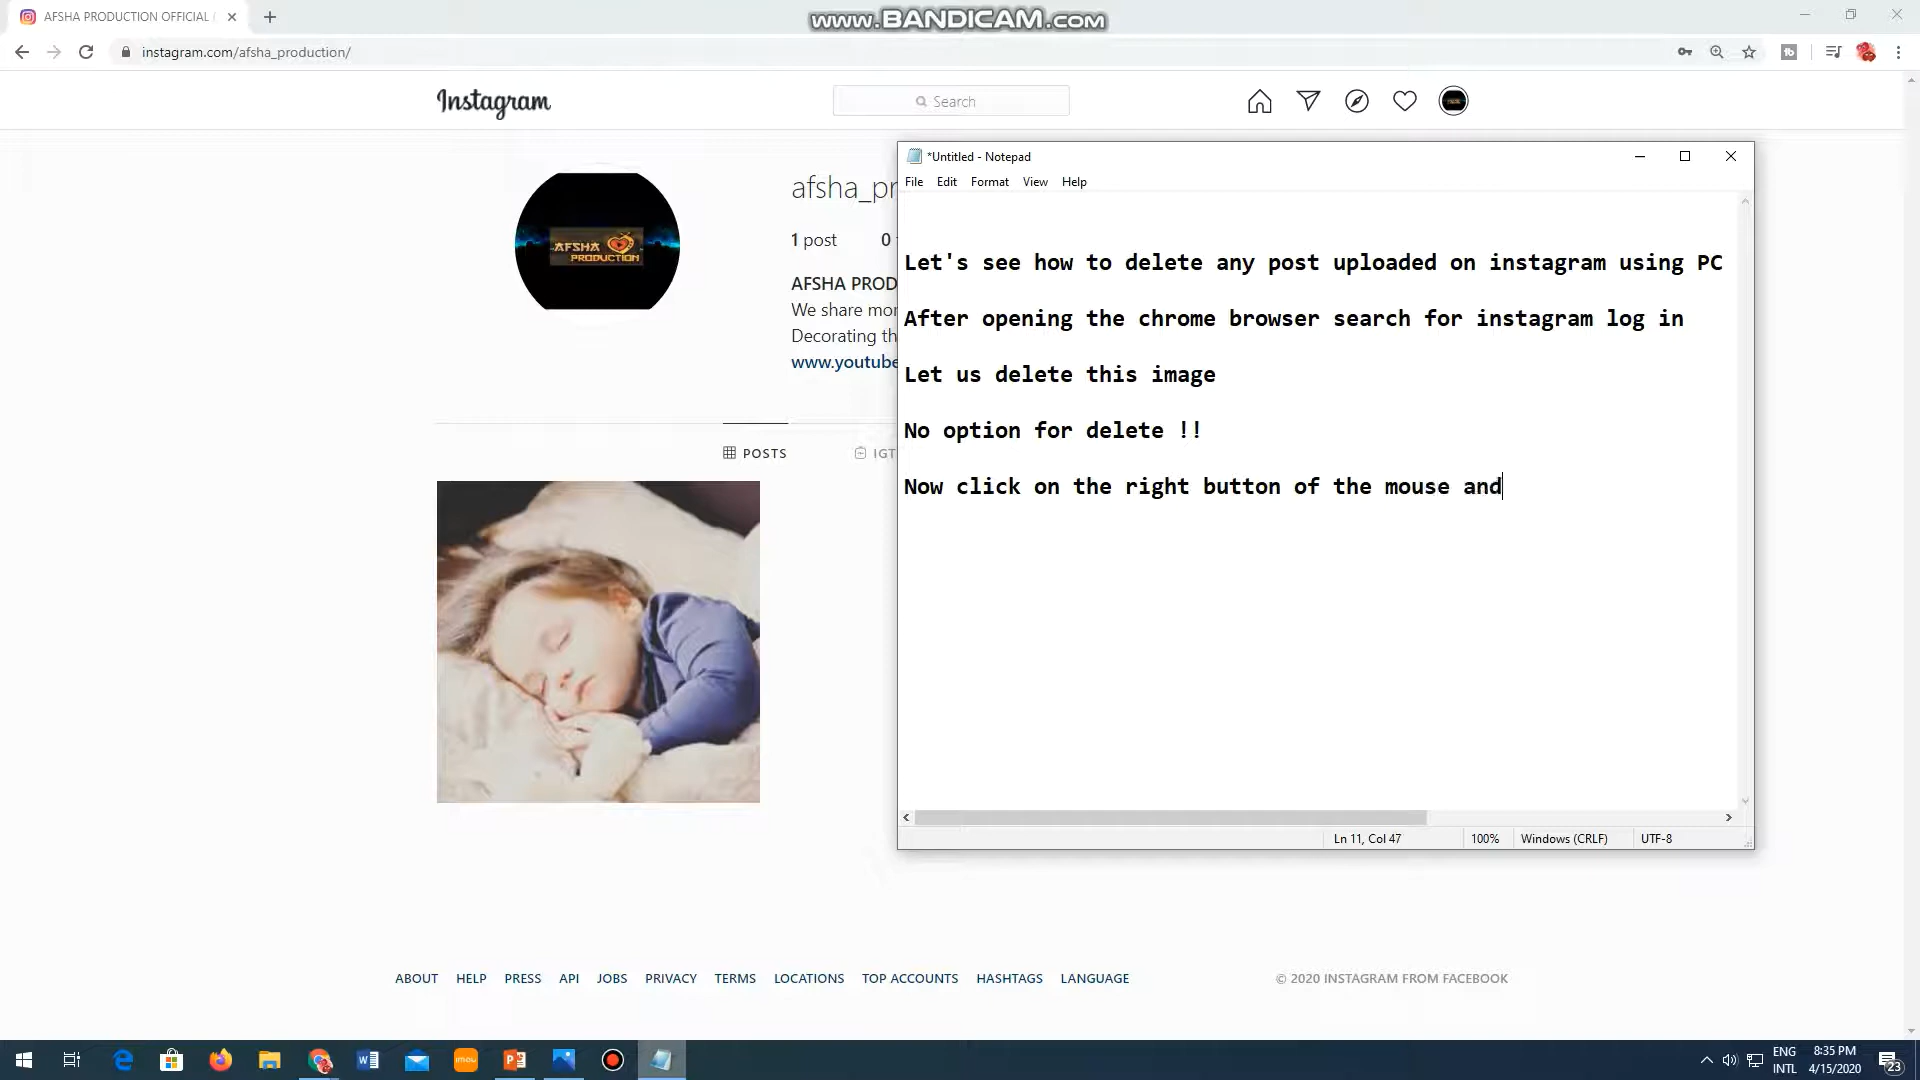 AFSHA PRODUCTION OFFICIAL
www.BANDICAM.com
instagram.com/afsha_production/
Instagram
Search
*Untitled - Notepad
File Edit Format View Help
afsha_pr
1 post 0
AFSHA PROD
We share mor
Decorating th
www.youtube
AFSHA
PRODUCTION
POSTS
IGT
Let's see how to delete any post uploaded on instagram using PC
After opening the chrome browser search for instagram log in
Let us delete this image
No option for delete !!
Now click on the right button of the mouse and
Ln 11, Col 47 100% Windows (CRLF) UTF-8
ABOUT HELP PRESS API JOBS PRIVACY TERMS LOCATIONS TOP ACCOUNTS HASHTAGS LANGUAGE © 2020 INSTAGRAM FROM FACEBOOK
imou
ENG 8:35 PM
INTL 4/15/2020
23